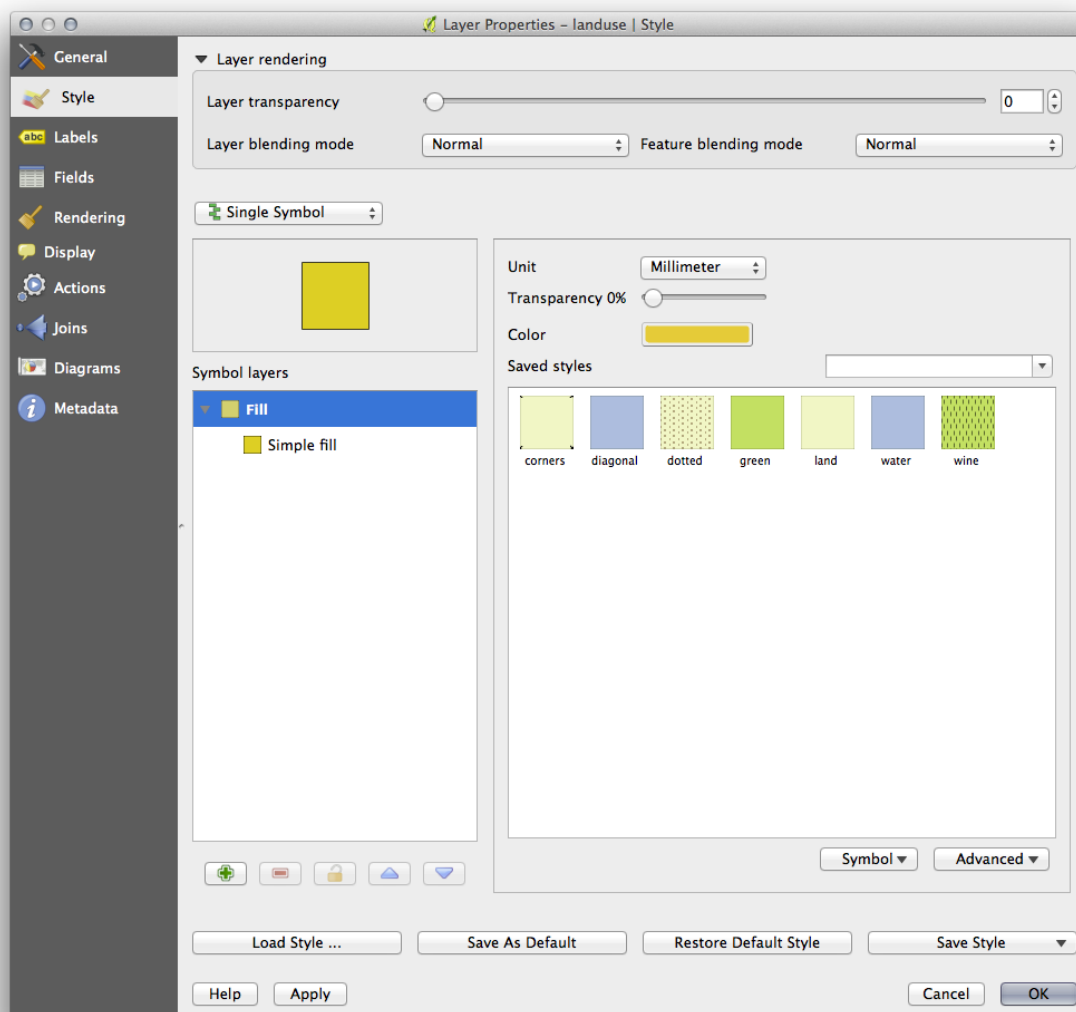 Layer Properties – landuse | Style
General
Style
abc Labels
Fields
Rendering
Display
Actions
Joins
Diagrams
i Metadata
Layer rendering
Layer transparency 0
Layer blending mode Normal Feature blending mode Normal
Single Symbol
Unit Millimeter
Transparency 0%
Color
Saved styles
Symbol layers
Fill
Simple fill
corners diagonal dotted green land water wine
Symbol Advanced
Load Style ... Save As Default Restore Default Style Save Style
Help Apply Cancel OK